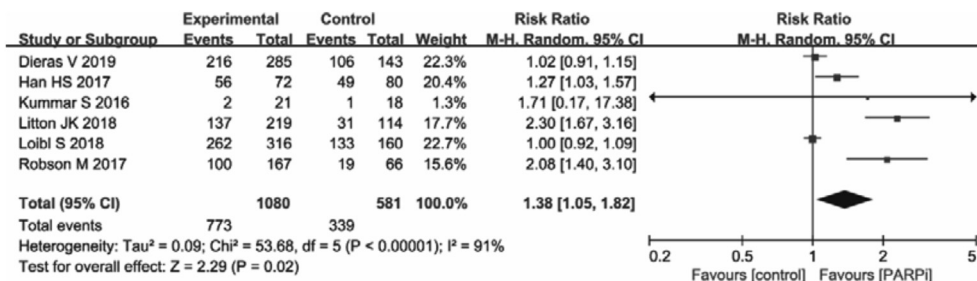 Experimental Control Risk Ratio Risk Ratio
Study or Subgroup Events Total Events Total Weight M-H. Random. 95% CI M-H. Random. 95% CI
Dieras V 2019 216 285 106 143 22.3% 1.02 [0.91, 1.15]
Han HS 2017 56 72 49 80 20.4% 1.27 [1.03, 1.57]
Kummar S 2016 2 21 1 18 1.3% 1.71 [0.17, 17.38]
Litton JK 2018 137 219 31 114 17.7% 2.30 [1.67, 3.16]
Loibl S 2018 262 316 133 160 22.7% 1.00 [0.92, 1.09]
Robson M 2017 100 167 19 66 15.6% 2.08 [1.40, 3.10]
Total (95% CI) 1080 581 100.0% 1.38 [1.05, 1.82]
Total events 773 339
Heterogeneity: Tau² = 0.09; Chi² = 53.68, df = 5 (P < 0.00001); I² = 91%
Test for overall effect: Z = 2.29 (P = 0.02)
0.2 0.5 1 2 5
Favours [control] Favours [PARPi]